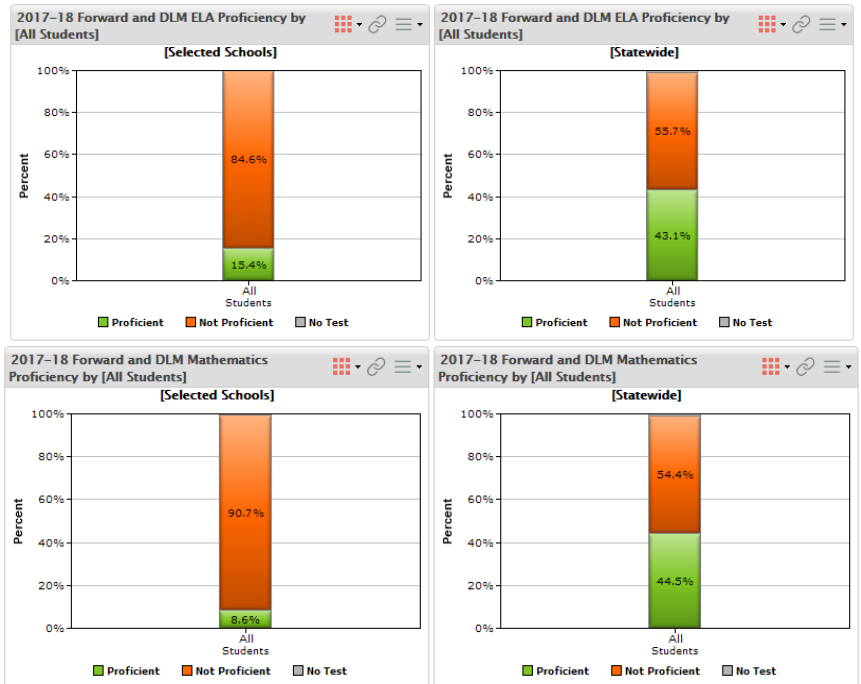 2017-18 Forward and DLM ELA Proficiency by
[All Students]
[Selected Schools]
100%
80%
60%
40%
20%
0%
Percent
84.6%
15.4%
All
Students
Proficient Not Proficient No Test
2017-18 Forward and DLM ELA Proficiency by
[All Students]
[Statewide]
100%
80%
60%
40%
20%
0%
Percent
55.7%
43.1%
All
Students
Proficient Not Proficient No Test
2017-18 Forward and DLM Mathematics
Proficiency by [All Students]
[Selected Schools]
100%
80%
60%
40%
20%
0%
Percent
90.7%
8.6%
All
Students
Proficient Not Proficient No Test
2017-18 Forward and DLM Mathematics
Proficiency by [All Students]
[Statewide]
100%
80%
60%
40%
20%
0%
Percent
54.4%
44.5%
All
Students
Proficient Not Proficient No Test